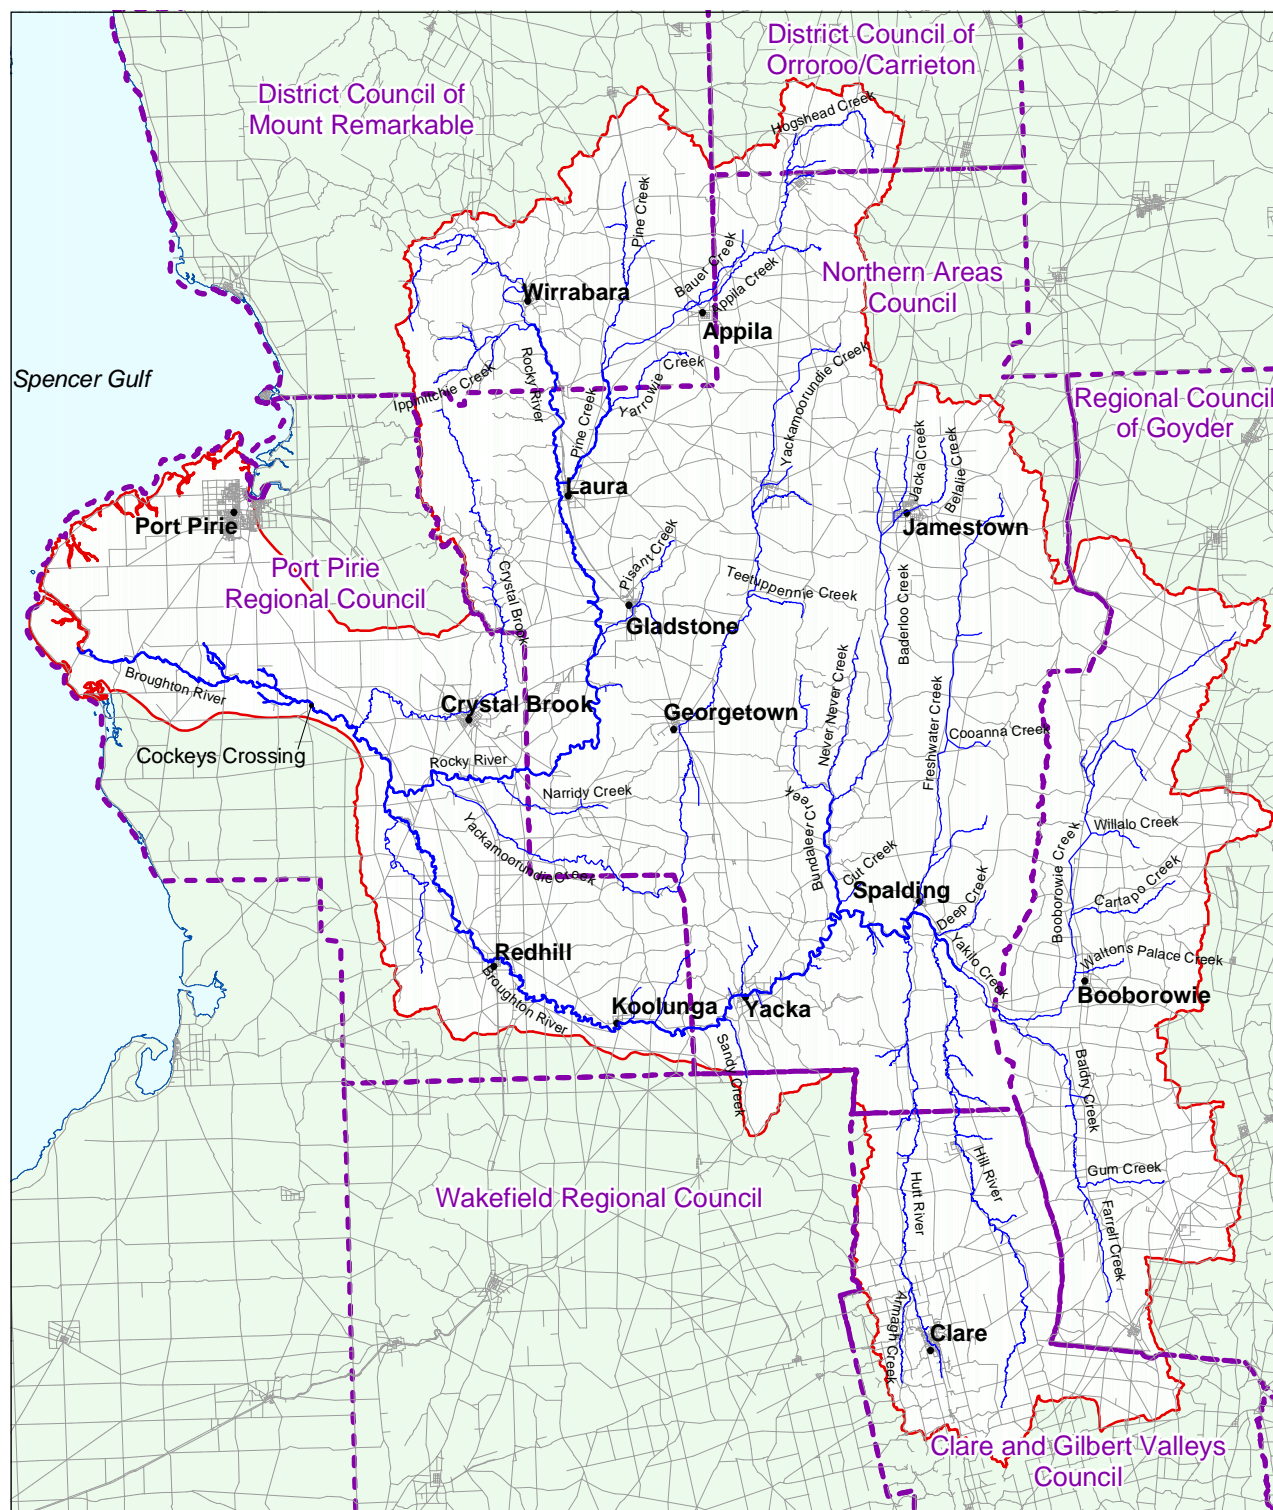 District Council of
Orroroo/Carrieton
District Council of
Mount Remarkable
Hogshead Creek
Pine Creek
Bauer Creek
Appila Creek
Northern Areas
Council
Wirrabara
Appila
Spencer Gulf
Ippinitchie Creek
Rocky River
Pine Creek
Yarrowie Creek
Yackamoorundie Creek
Regional Council
of Goyder
Jacka Creek
Belalie Creek
Laura
Port Pirie
Jamestown
Port Pirie
Regional Council
Crystal Brook
Pisant Creek
Teetuppennie Creek
Baderloo Creek
Gladstone
Broughton River
Crystal Brook
Georgetown
Never Never Creek
Freshwater Creek
Cooanna Creek
Cockeys Crossing
Rocky River
Narridy Creek
Yackamoorundie Creek
Bundaleer Creek
Cut Creek
Willalo Creek
Booborowie Creek
Cartapo Creek
Spalding
Deep Creek
Yakilo Creek
Waltons Palace Creek
Redhill
Broughton River
Koolunga
Yacka
Booborowie
Sandy Creek
Baldry Creek
Gum Creek
Farrell Creek
Hutt River
Hill River
Wakefield Regional Council
Armagh Creek
Clare
Clare and Gilbert Valleys
Council